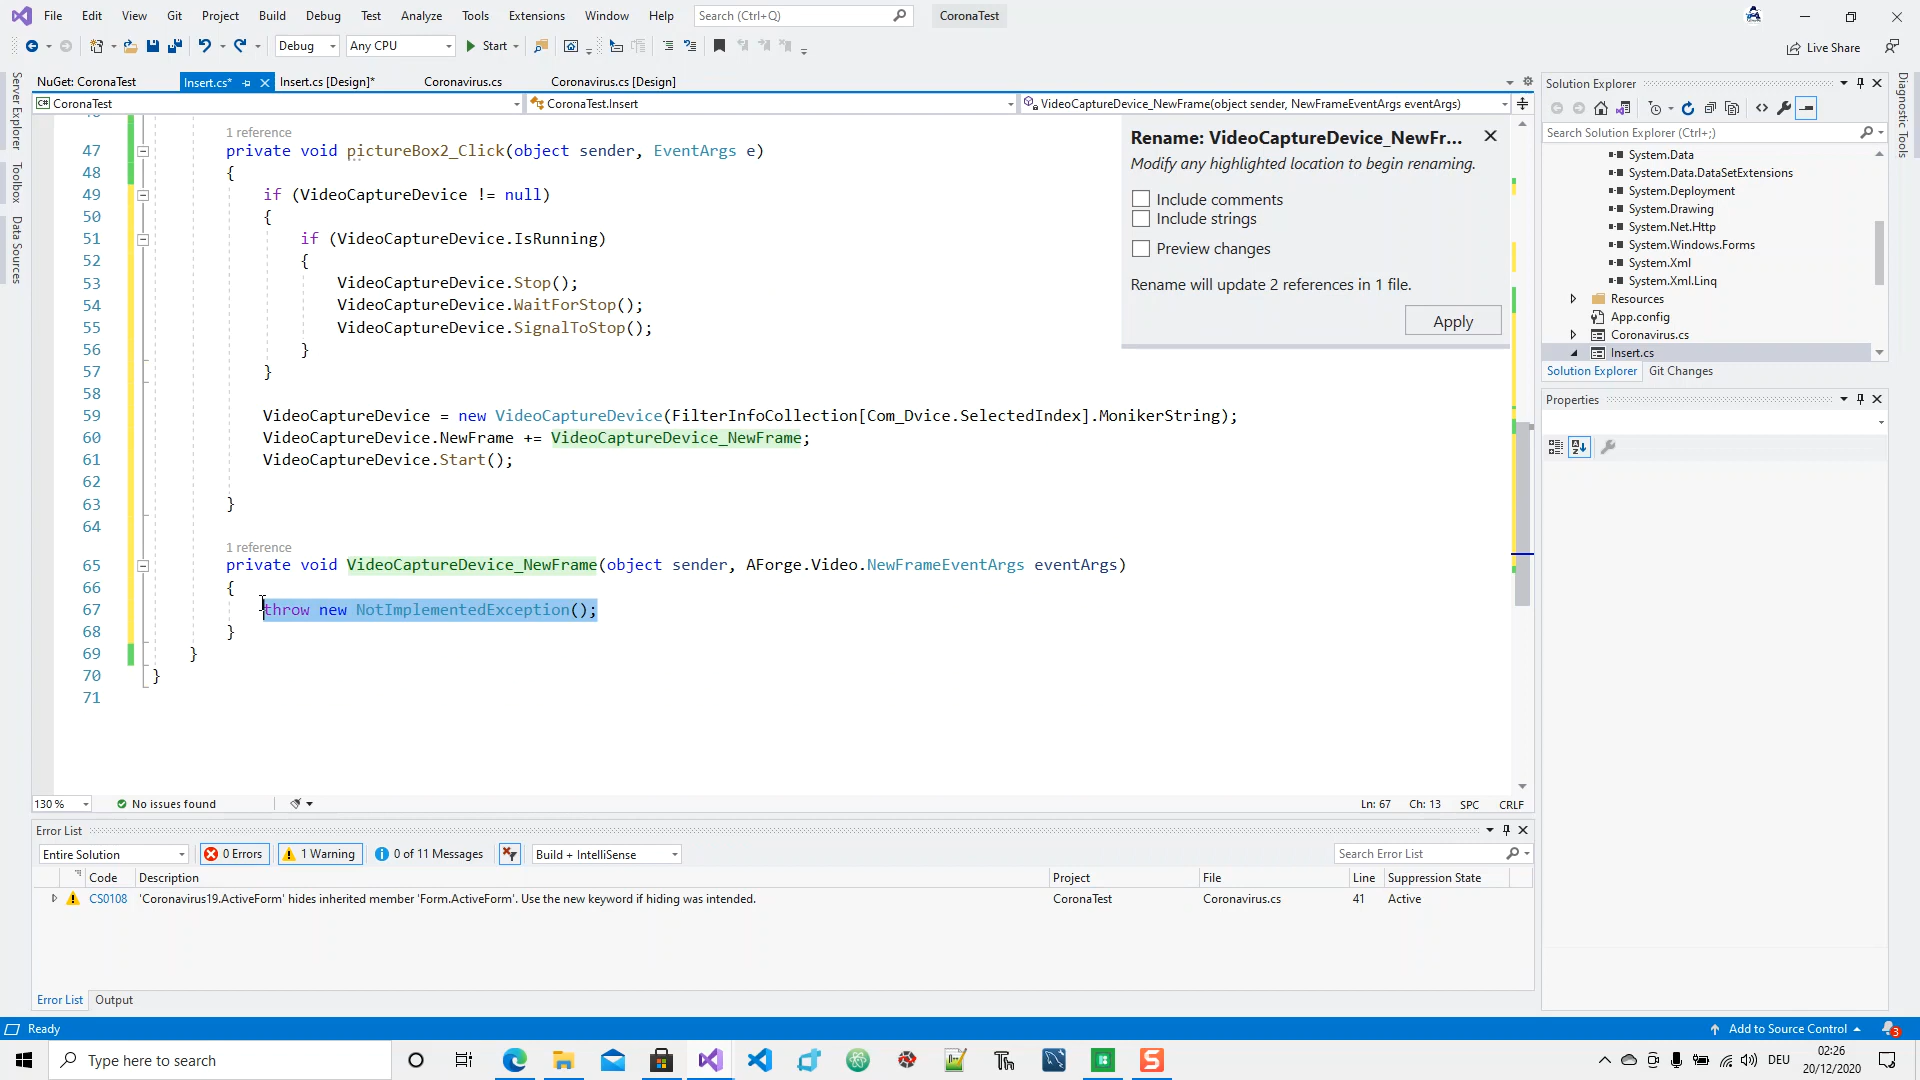 File Edit View Git Project Build Debug Test Analyze Tools Extensions Window Help Search (Ctrl+Q) CoronaTest
Debug Any CPU Start Live Share
NuGet: CoronaTest Insert.cs* Insert.cs [Design]* Coronavirus.cs Coronavirus.cs [Design]
CoronaTest CoronaTest.Insert VideoCaptureDevice_NewFrame(object sender, NewFrameEventArgs eventArgs)
Server Explorer
Toolbox
Data Sources
1 reference
47 private void pictureBox2_Click(object sender, EventArgs e)
48 {
49 if (VideoCaptureDevice != null)
50 {
51 if (VideoCaptureDevice.IsRunning)
52 {
53 VideoCaptureDevice.Stop();
54 VideoCaptureDevice.WaitForStop();
55 VideoCaptureDevice.SignalToStop();
56 }
57 }
58
59 VideoCaptureDevice = new VideoCaptureDevice(FilterInfoCollection[Com_Dvice.SelectedIndex].MonikerString);
60 VideoCaptureDevice.NewFrame += VideoCaptureDevice_NewFrame;
61 VideoCaptureDevice.Start();
62
63 }
64
1 reference
65 private void VideoCaptureDevice_NewFrame(object sender, AForge.Video.NewFrameEventArgs eventArgs)
66 {
67 throw new NotImplementedException();
68 }
69 }
70 }
71
Rename: VideoCaptureDevice_NewFr...
Modify any highlighted location to begin renaming.
Include comments
Include strings
Preview changes
Rename will update 2 references in 1 file.
Apply
130 % No issues found Ln: 67 Ch: 13 SPC CRLF
Error List
Entire Solution 0 Errors 1 Warning 0 of 11 Messages Build + IntelliSense Search Error List
Code Description Project File Line Suppression State
CS0108 'Coronavirus19.ActiveForm' hides inherited member 'Form.ActiveForm'. Use the new keyword if hiding was intended. CoronaTest Coronavirus.cs 41 Active
Error List Output
Solution Explorer
Search Solution Explorer (Ctrl+;)
System.Data
System.Data.DataSetExtensions
System.Deployment
System.Drawing
System.Net.Http
System.Windows.Forms
System.Xml
System.Xml.Linq
Resources
App.config
Coronavirus.cs
Insert.cs
Solution Explorer Git Changes
Properties
Diagnostic Tools
Ready Add to Source Control 3
Type here to search DEU 02:26
20/12/2020